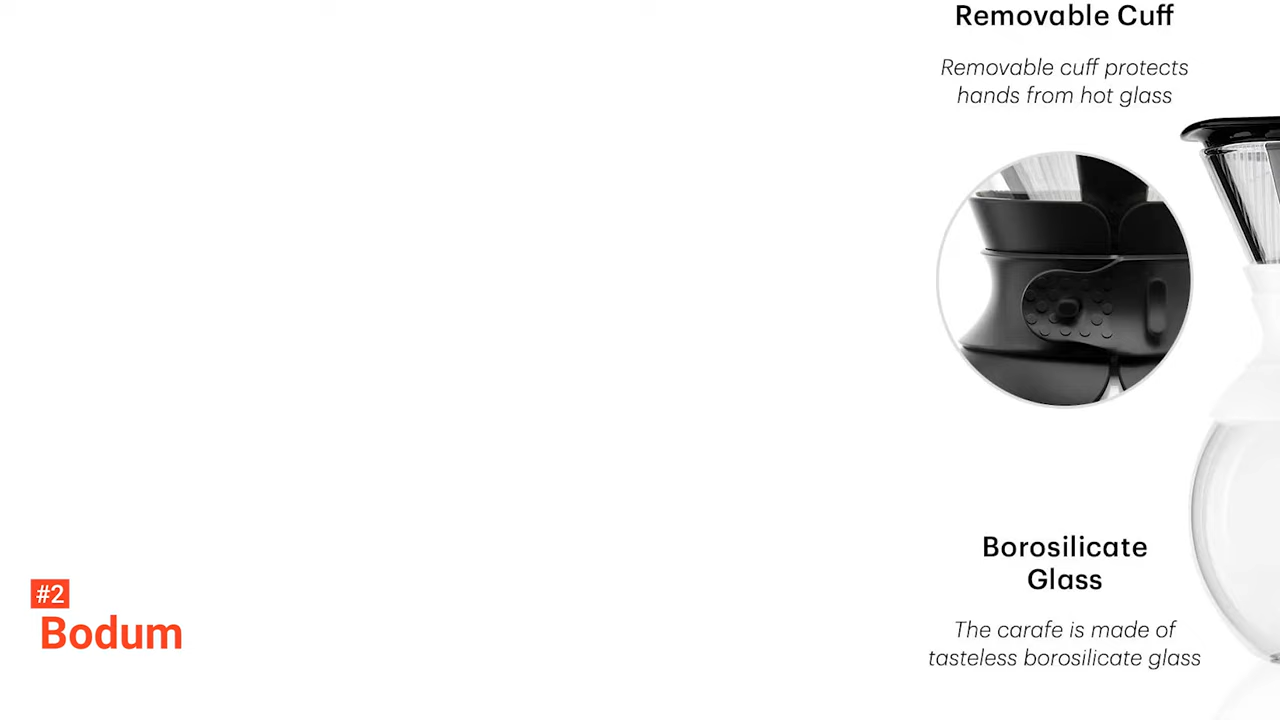 Removable Cuff
Removable cuff protects
hands from hot glass
Borosilicate
Glass
The carafe is made of
tasteless borosilicate glass
#2
Bodum